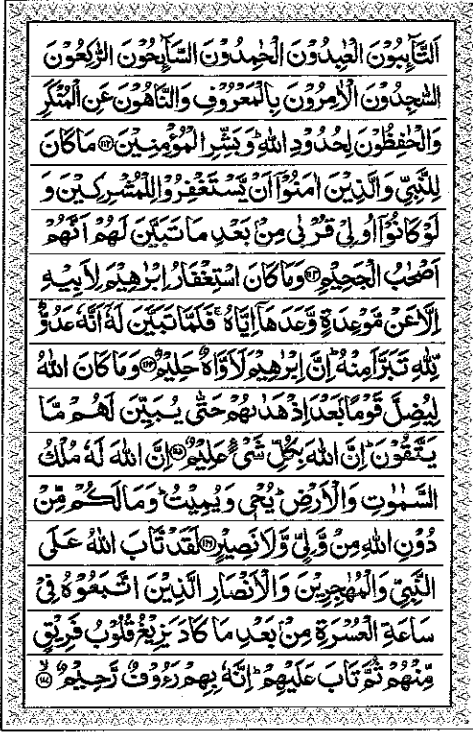 اَلتَّآىِٕبُوْنَ الْعٰبِدُوْنَ الْحٰمِدُوْنَ السَّآىِٕحُوْنَ الرّٰكِعُوْنَ
السّٰجِدُوْنَ الْاٰمِرُوْنَ بِالْمَعْرُوْفِ وَالنَّاهُوْنَ عَنِ الْمُنْكَرِ
وَالْحٰفِظُوْنَ لِحُدُوْدِ اللّٰهِ ؕ وَبَشِّرِ الْمُؤْمِنِيْنَ ۝۱۱۲ مَا كَانَ
لِلنَّبِيِّ وَالَّذِيْنَ اٰمَنُوْۤا اَنْ يَّسْتَغْفِرُوْا لِلْمُشْرِكِيْنَ وَ
لَوْ كَانُوْۤا اُولِيْ قُرْبٰى مِنْۢ بَعْدِ مَا تَبَيَّنَ لَهُمْ اَنَّهُمْ
اَصْحٰبُ الْجَحِيْمِ ۝۱۱۳ وَمَا كَانَ اسْتِغْفَارُ اِبْرٰهِيْمَ لِاَبِيْهِ
اِلَّا عَنْ مَّوْعِدَةٍ وَّعَدَهَاۤ اِيَّاهُ ۚ فَلَمَّا تَبَيَّنَ لَهٗۤ اَنَّهٗ عَدُوٌّ
لِّلّٰهِ تَبَرَّاَ مِنْهُ ؕ اِنَّ اِبْرٰهِيْمَ لَاَوَّاهٌ حَلِيْمٌ ۝۱۱۴ وَمَا كَانَ اللّٰهُ
لِيُضِلَّ قَوْمًۢا بَعْدَ اِذْ هَدٰىهُمْ حَتّٰى يُبَيِّنَ لَهُمْ مَّا
يَتَّقُوْنَ ؕ اِنَّ اللّٰهَ بِكُلِّ شَيْءٍ عَلِيْمٌ ۝۱۱۵ اِنَّ اللّٰهَ لَهٗ مُلْكُ
السَّمٰوٰتِ وَالْاَرْضِ ؕ يُحْيٖ وَيُمِيْتُ ؕ وَمَا لَكُمْ مِّنْ
دُوْنِ اللّٰهِ مِنْ وَّلِيٍّ وَّلَا نَصِيْرٍ ۝۱۱۶ لَقَدْ تَّابَ اللّٰهُ عَلَى
النَّبِيِّ وَالْمُهٰجِرِيْنَ وَالْاَنْصَارِ الَّذِيْنَ اتَّبَعُوْهُ فِيْ
سَاعَةِ الْعُسْرَةِ مِنْۢ بَعْدِ مَا كَادَ يَزِيْغُ قُلُوْبُ فَرِيْقٍ
مِّنْهُمْ ثُمَّ تَابَ عَلَيْهِمْ ؕ اِنَّهٗ بِهِمْ رَءُوْفٌ رَّحِيْمٌ ۝۱۱۷